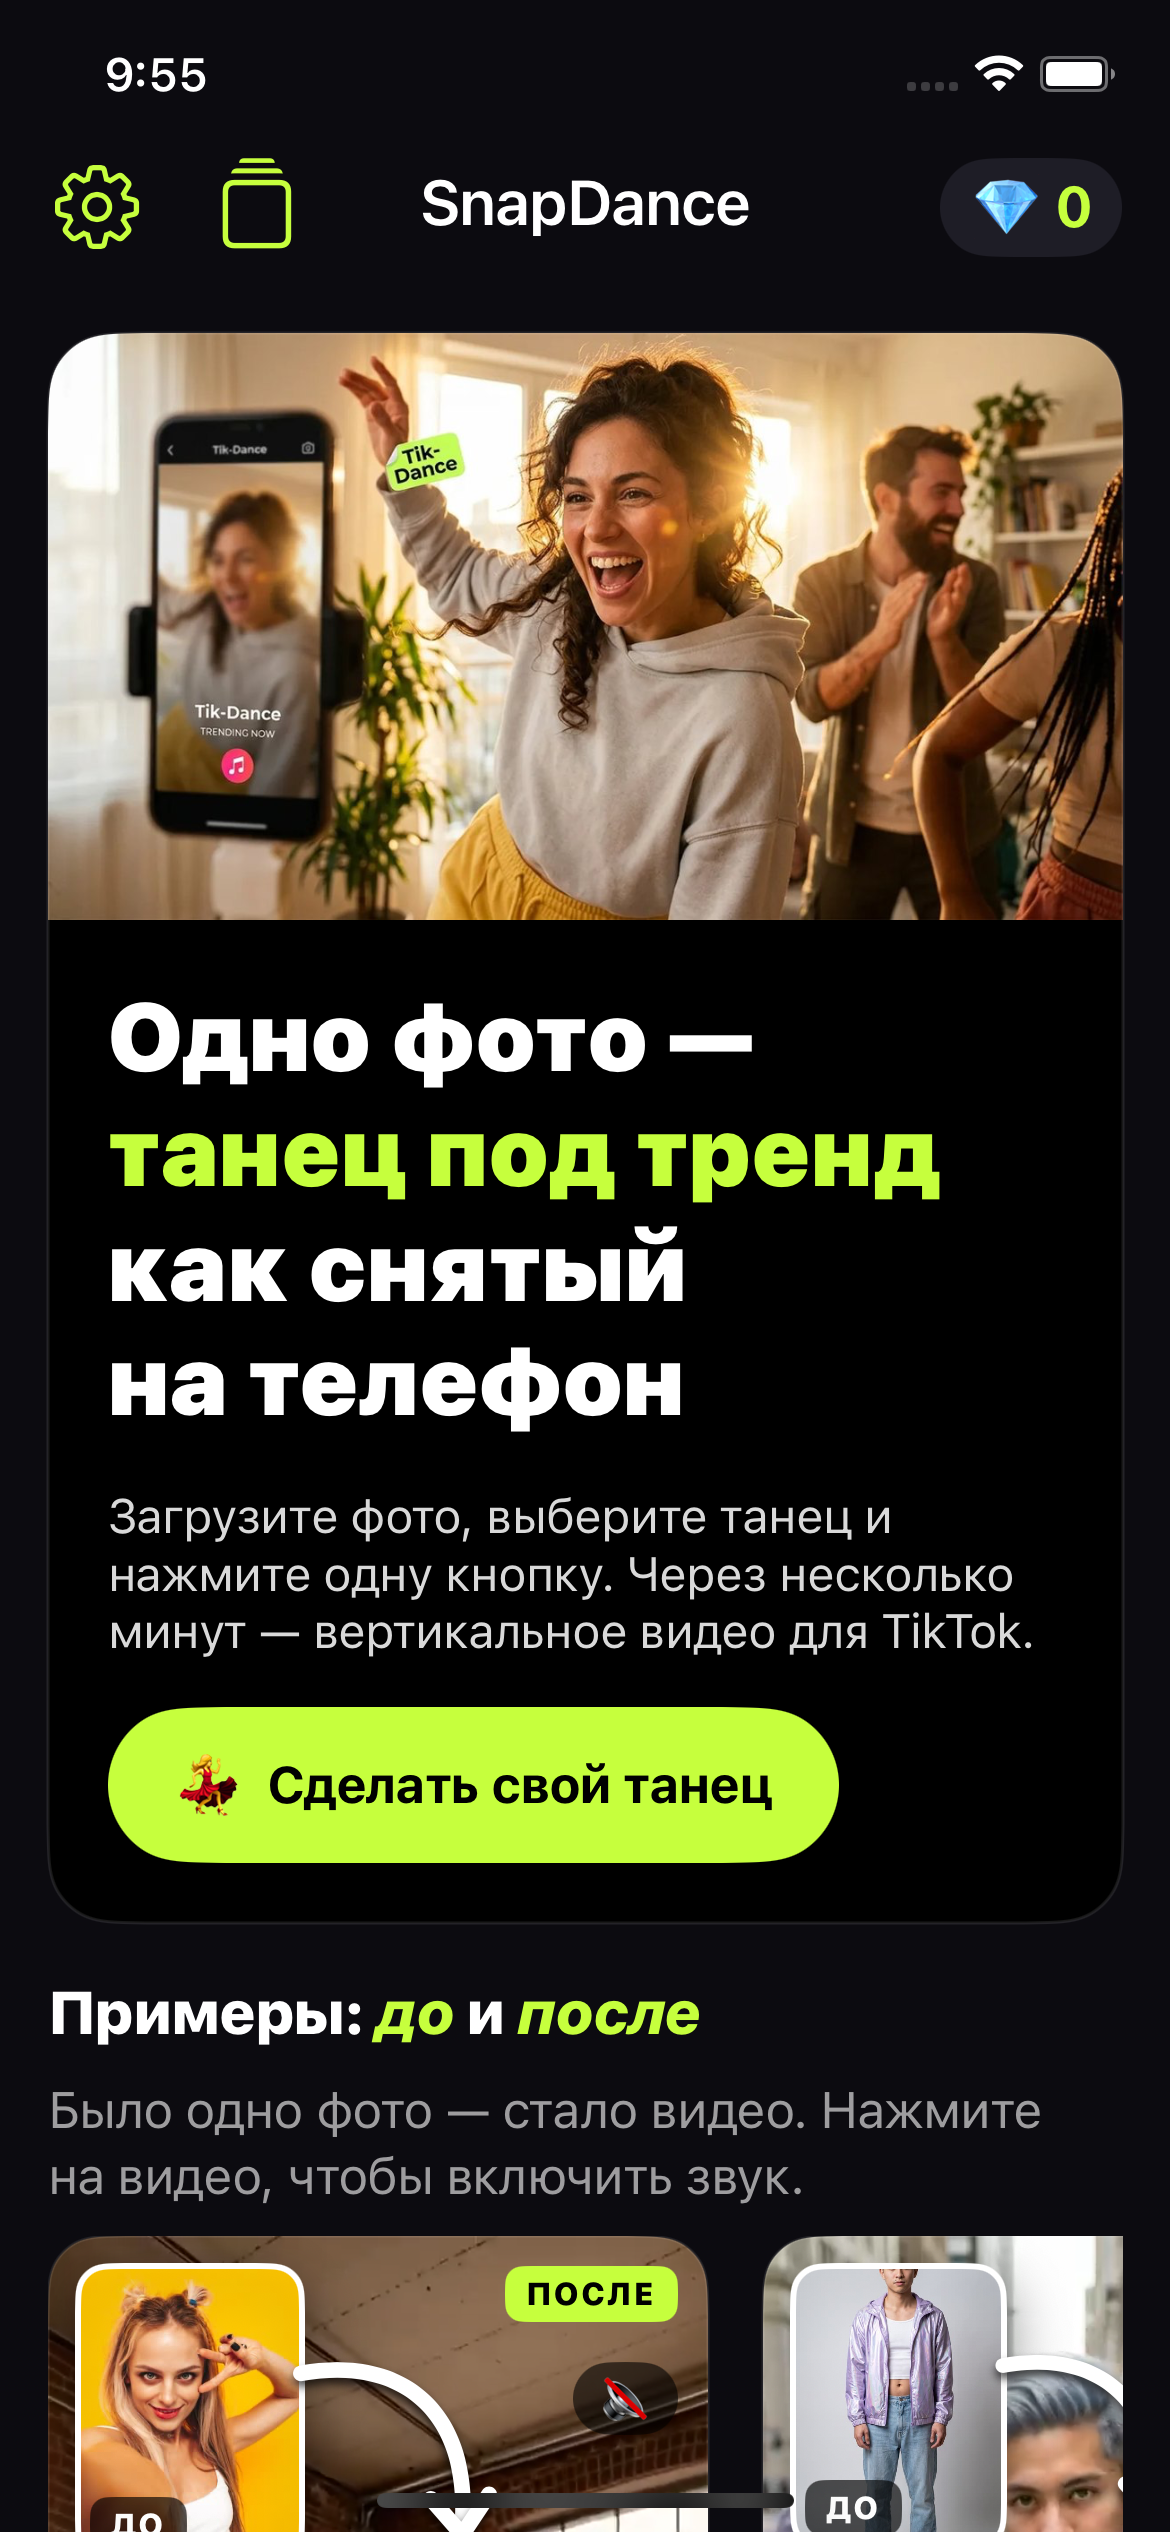 9:55
SnapDance
0
Tik-Dance
Tik-
Dance
Tik-Dance
TRENDING NOW
Одно фото —
танец под тренд
как снятый
на телефон
Загрузите фото, выберите танец и
нажмите одну кнопку. Через несколько
минут — вертикальное видео для TikTok.
Сделать свой танец
Примеры: до и после
Было одно фото — стало видео. Нажмите
на видео, чтобы включить звук.
ПОСЛЕ
ДО
ДО